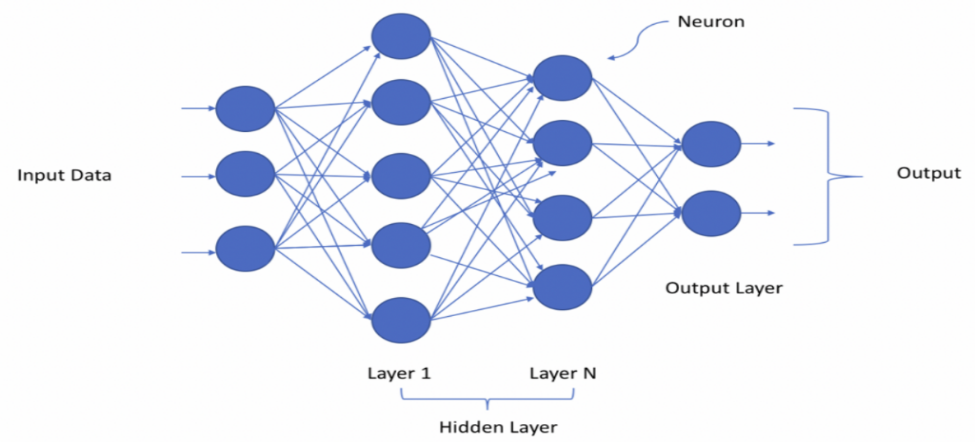 Neuron
Input Data
Output
Output Layer
Layer 1
Layer N
Hidden Layer